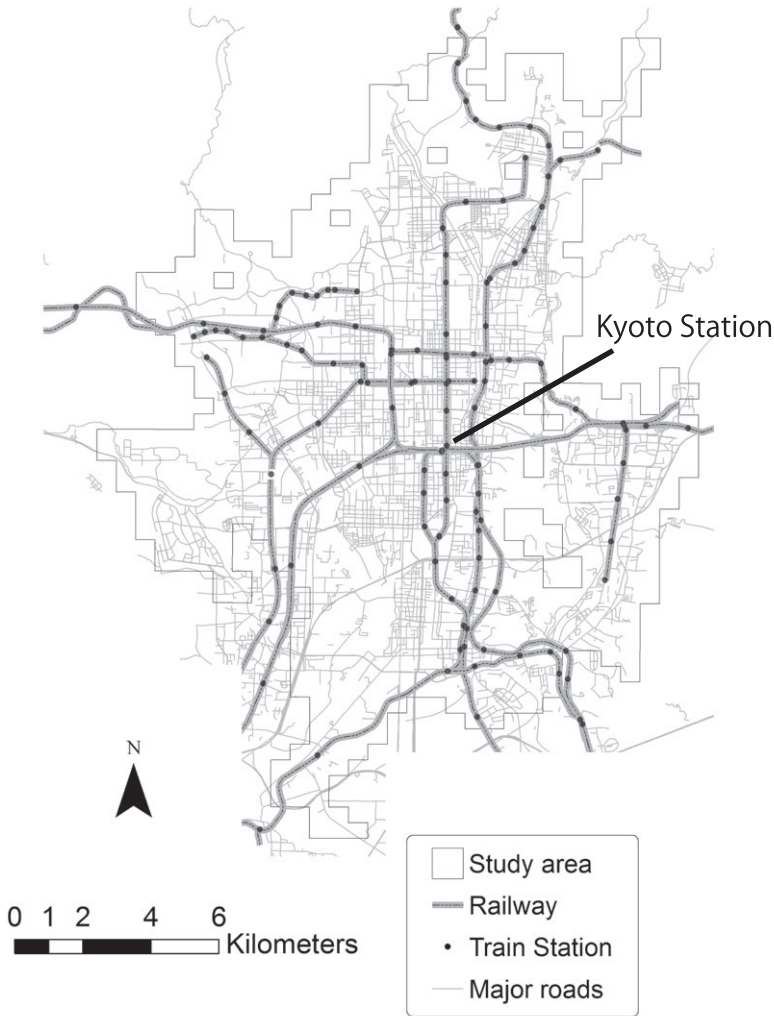 Kyoto Station
N
0 1 2 4 6
Kilometers
Study area
Railway
Train Station
Major roads